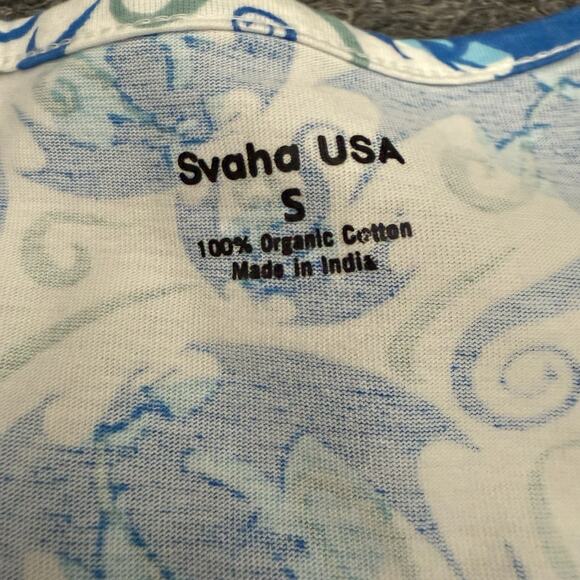 Svaha USA
S
100% Organic Cotton
Made in India